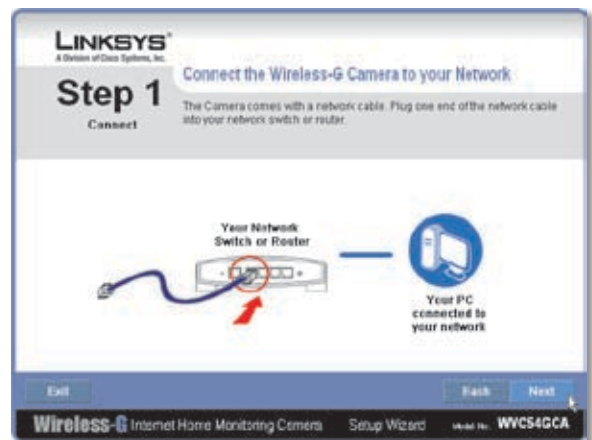 LINKSYS®
A Division of Cisco Systems, Inc.
Step 1
Connect
Connect the Wireless-G Camera to your Network
The Camera comes with a network cable. Plug one end of the network cable
into your network switch or router.
Your Network
Switch or Router
Your PC
connected to
your network
Exit
Back
Next
Wireless-G Internet Home Monitoring Camera
Setup Wizard
Model No. WVC54GCA